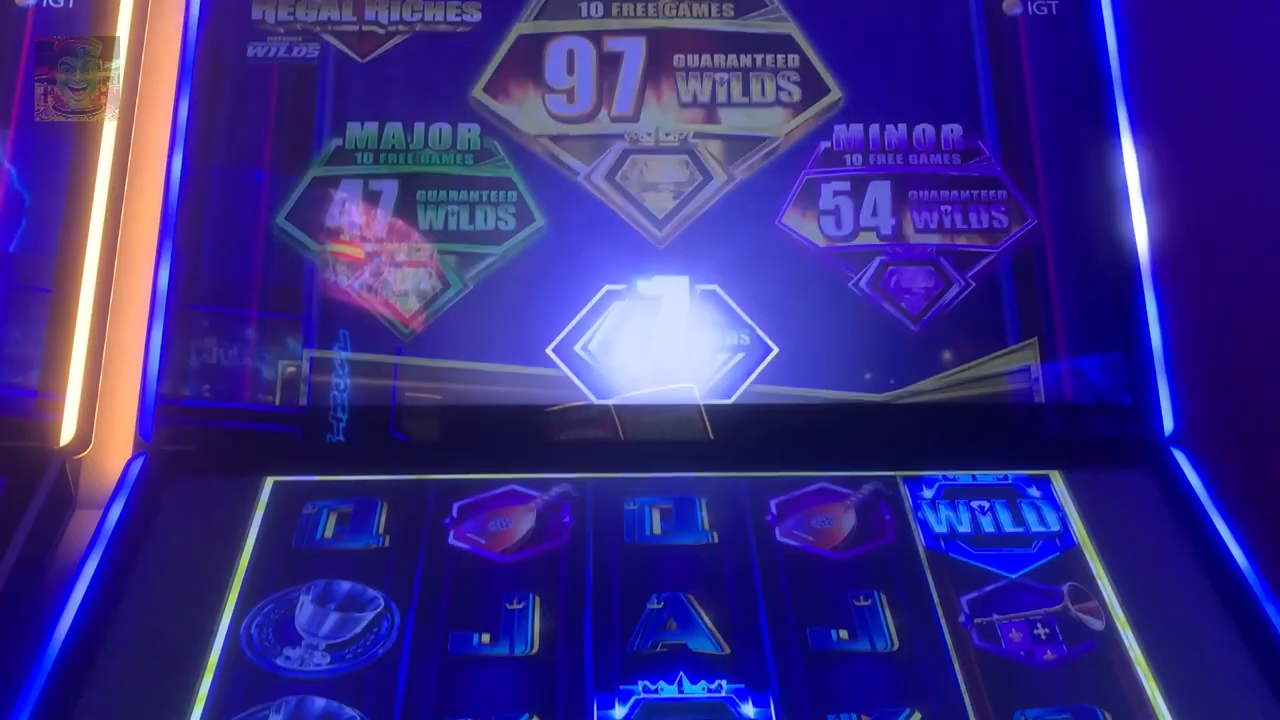 IGT
REGAL RICHES
WILDS
10 FREE GAMES
97
GUARANTEED
WILDS
IGT
MAJOR
10 FREE GAMES
47
GUARANTEED
WILDS
MINOR
10 FREE GAMES
54
GUARANTEED
WILDS
WILD
J
A
J